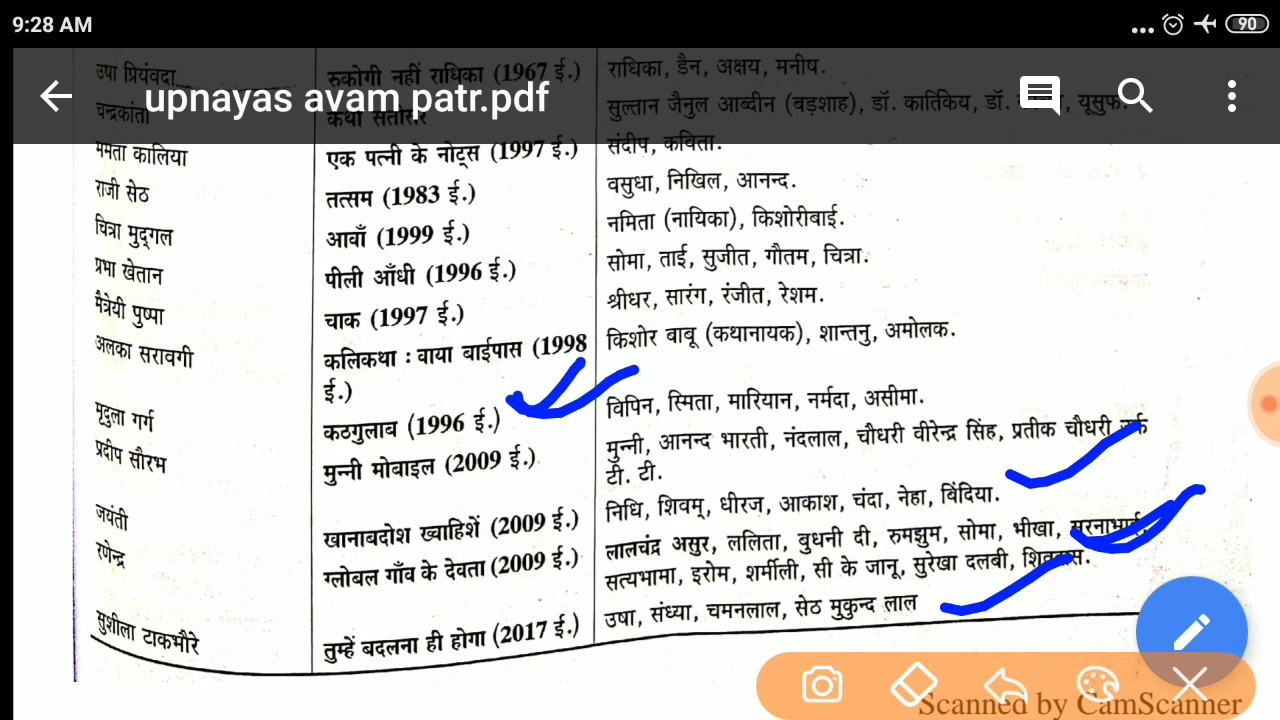 9:28 AM
90
उषा प्रियंवदा रुकोगी नहीं राधिका (1967 ई.) राधिका, डैन, अक्षय, मनीष.
upnayas avam patr.pdf
चन्द्रकांता कथा सतीसर सुल्तान जैनुल आब्दीन (बड़शाह), डॉ. कार्तिकेय, डॉ. यूसुफ.
ममता कालिया एक पत्नी के नोट्स (1997 ई.) संदीप, कविता.
राजी सेठ तत्सम (1983 ई.) वसुधा, निखिल, आनन्द.
चित्रा मुद्गल आवाँ (1999 ई.) नमिता (नायिका), किशोरीबाई.
प्रभा खेतान पीली आँधी (1996 ई.) सोमा, ताई, सुजीत, गौतम, चित्रा.
मैत्रेयी पुष्पा चाक (1997 ई.) श्रीधर, सारंग, रंजीत, रेशम.
अलका सरावगी कलिकथा : वाया बाईपास (1998 किशोर बाबू (कथानायक), शान्तनु, अमोलक.
ई.)
मृदुला गर्ग कठगुलाब (1996 ई.) विपिन, स्मिता, मारियान, नर्मदा, असीमा.
प्रदीप सौरभ मुन्नी मोबाइल (2009 ई.) मुन्नी, आनन्द भारती, नंदलाल, चौधरी वीरेन्द्र सिंह, प्रतीक चौधरी उर्फ
टी. टी.
जयंती खानाबदोश ख्वाहिशें (2009 ई.) निधि, शिवम्, धीरज, आकाश, चंदा, नेहा, बिंदिया.
रणेन्द्र ग्लोबल गाँव के देवता (2009 ई.) लालचंद्र असुर, ललिता, बुधनी दी, रुमझुम, सोमा, भीखा,
सत्यभामा, इरोम, शर्मीली, सी के जानू, सुरेखा दलबी,
सुशीला टाकभौरे तुम्हें बदलना ही होगा (2017 ई.) उषा, संध्या, चमनलाल, सेठ मुकुन्द लाल
Scanned by CamScanner